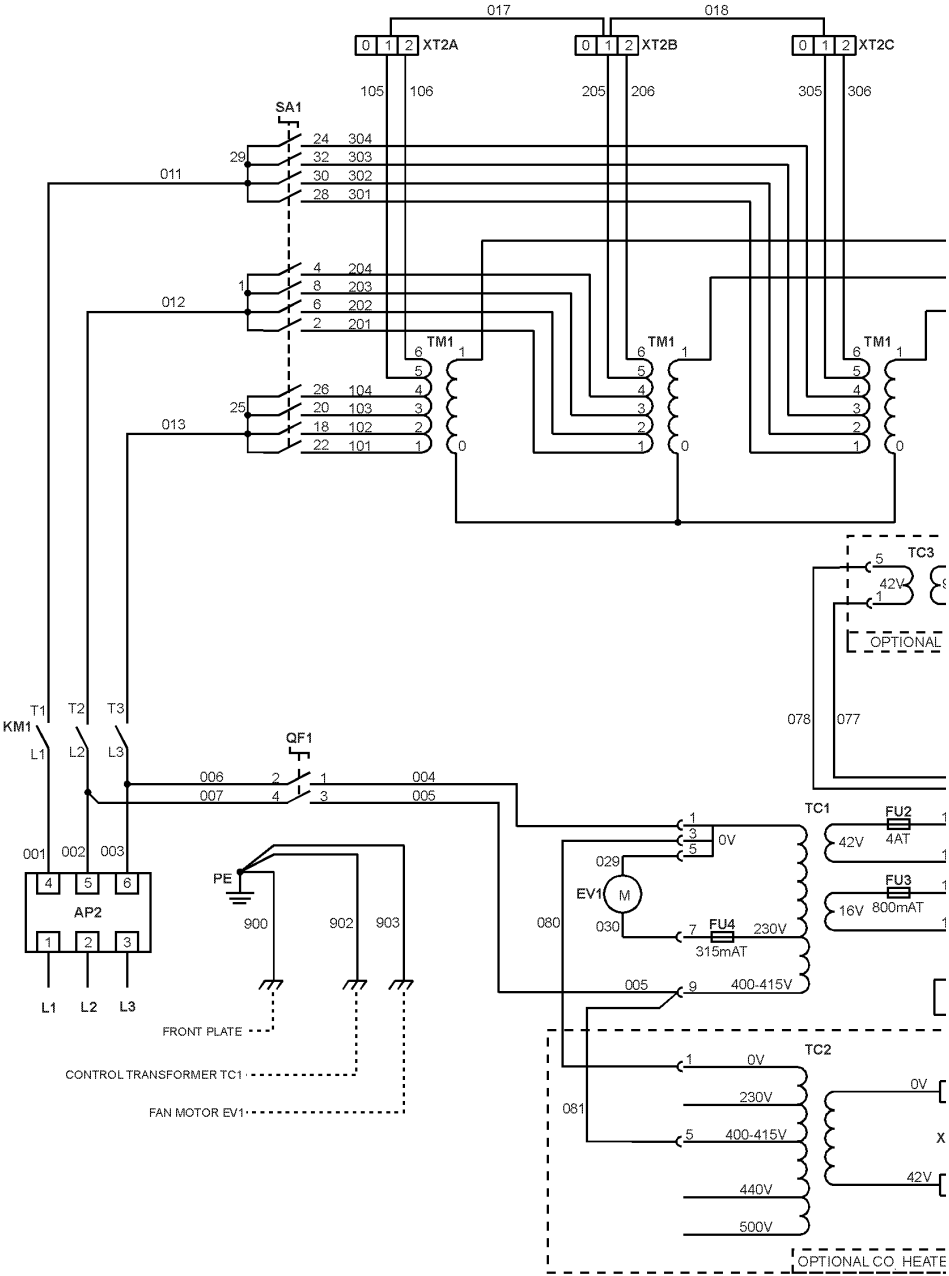 017 018
0 1 2 XT2A 0 1 2 XT2B 0 1 2 XT2C
105 106 205 206 305 306
SA1
24 304
29 32 303
011 30 302
28 301
4 204
1 8 203
012 6 202
2 201
TM1 TM1 TM1
6 1 6 1 6 1
5 5 5
26 104 4 4 4
25 20 103 3 3 3
013 18 102 2 2 2
22 101 1 0 1 0 1 0
TC3
5
42V
1
OPTIONAL
T1 T2 T3
KM1
L1 L2 L3
078 077
QF1
006 2 1 004
007 4 3 005
TC1
1
3 0V
5
FU2
42V 4AT
001 002 003
029
4 5 6
AP2
1 2 3
L1 L2 L3
PE
900 902 903
EV1 M
030
080
7 FU4 230V
315mAT
FU3
16V 800mAT
005 9 400-415V
FRONT PLATE
CONTROL TRANSFORMER TC1
FAN MOTOR EV1
TC2
1 0V
0V
230V
081
5 400-415V
X
42V
440V
500V
OPTIONAL CO HEATE